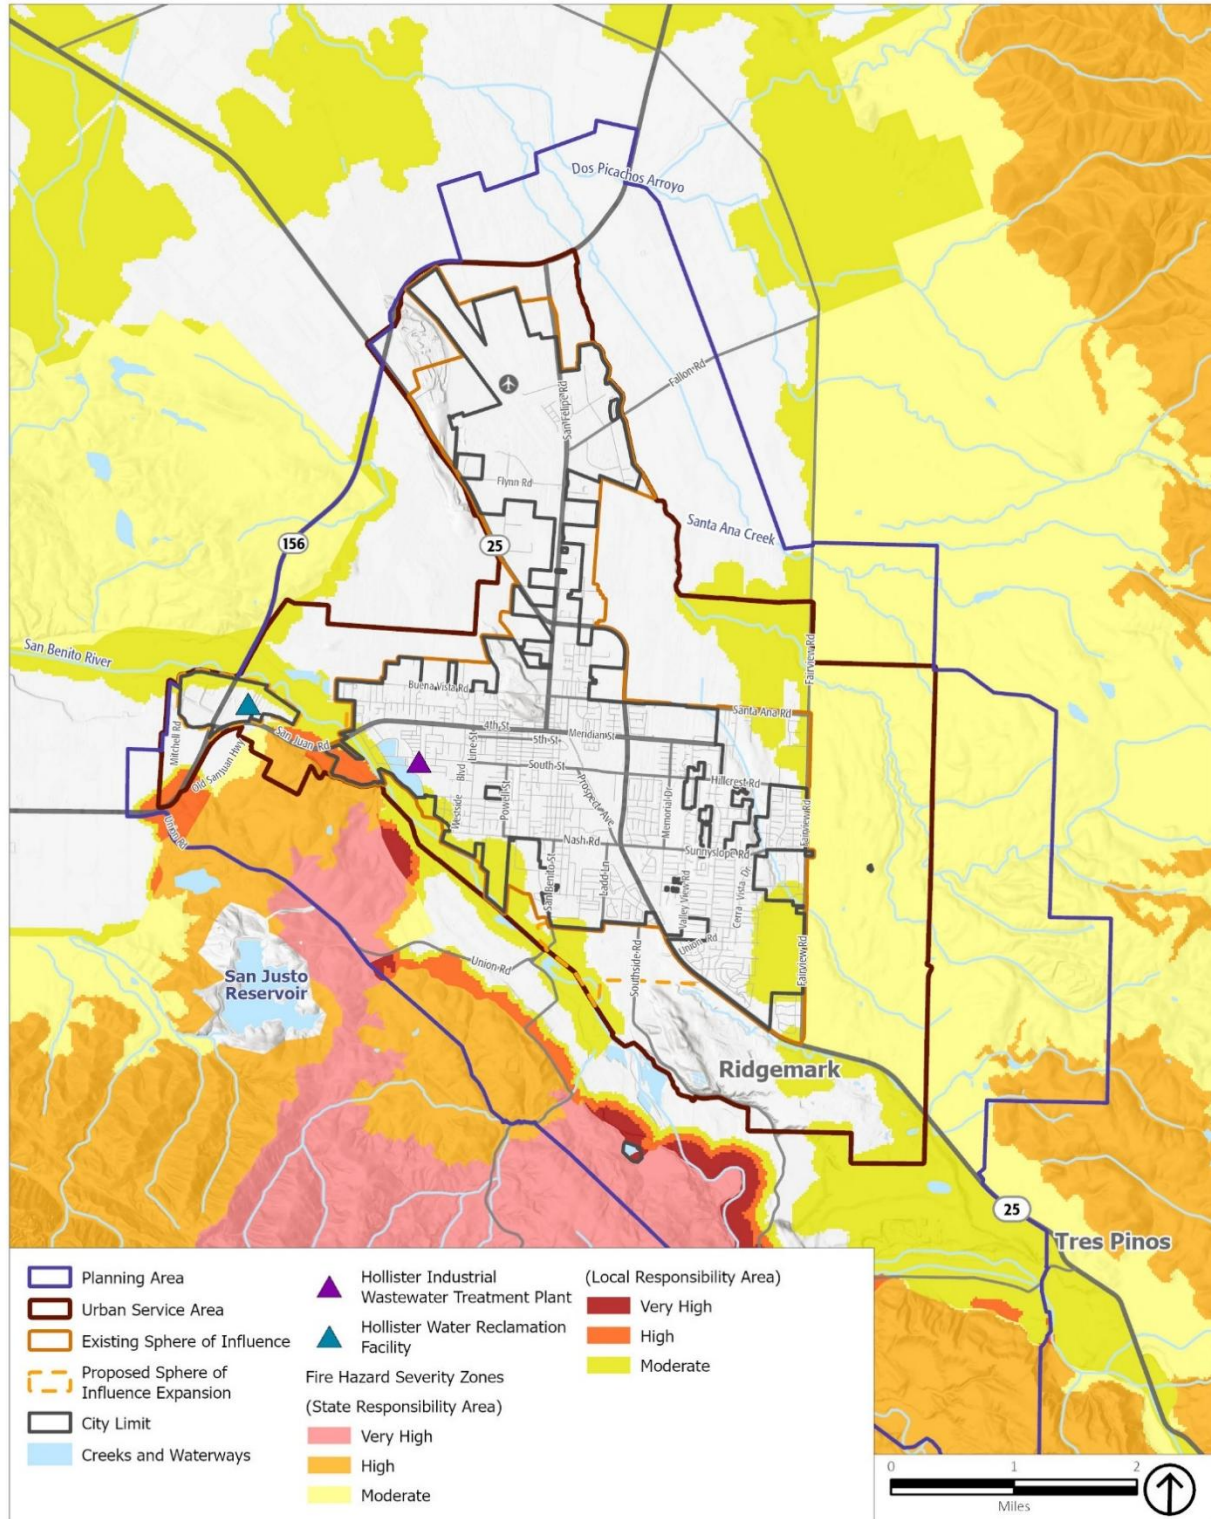 Dos Picachos Arroyo
Fallon Rd
San Felipe Rd
Flynn Rd
Santa Ana Creek
156
25
San Benito River
Fairview Rd
Buena Vista Rd
Santa Ana Rd
Mitchell Rd
San Juan Rd
Old San Juan Hwy
4th St
Meridian St
5th St
Line St
South St
Westside Blvd
Powell St
Prospect Ave
Memorial Dr
Hillcrest Rd
Fairview Rd
Union Rd
Nash Rd
Sunnyslope Rd
San Benito St
Ladd Ln
Valley View Rd
Cerra Vista Dr
Union Rd
Fairview Rd
Southside Rd
Union Rd
San Justo
Reservoir
Ridgemark
25
Tres Pinos
Planning Area
Urban Service Area
Existing Sphere of Influence
Proposed Sphere of
Influence Expansion
City Limit
Creeks and Waterways
Hollister Industrial
Wastewater Treatment Plant
Hollister Water Reclamation
Facility
Fire Hazard Severity Zones
(State Responsibility Area)
Very High
High
Moderate
(Local Responsibility Area)
Very High
High
Moderate
0 1 2
Miles